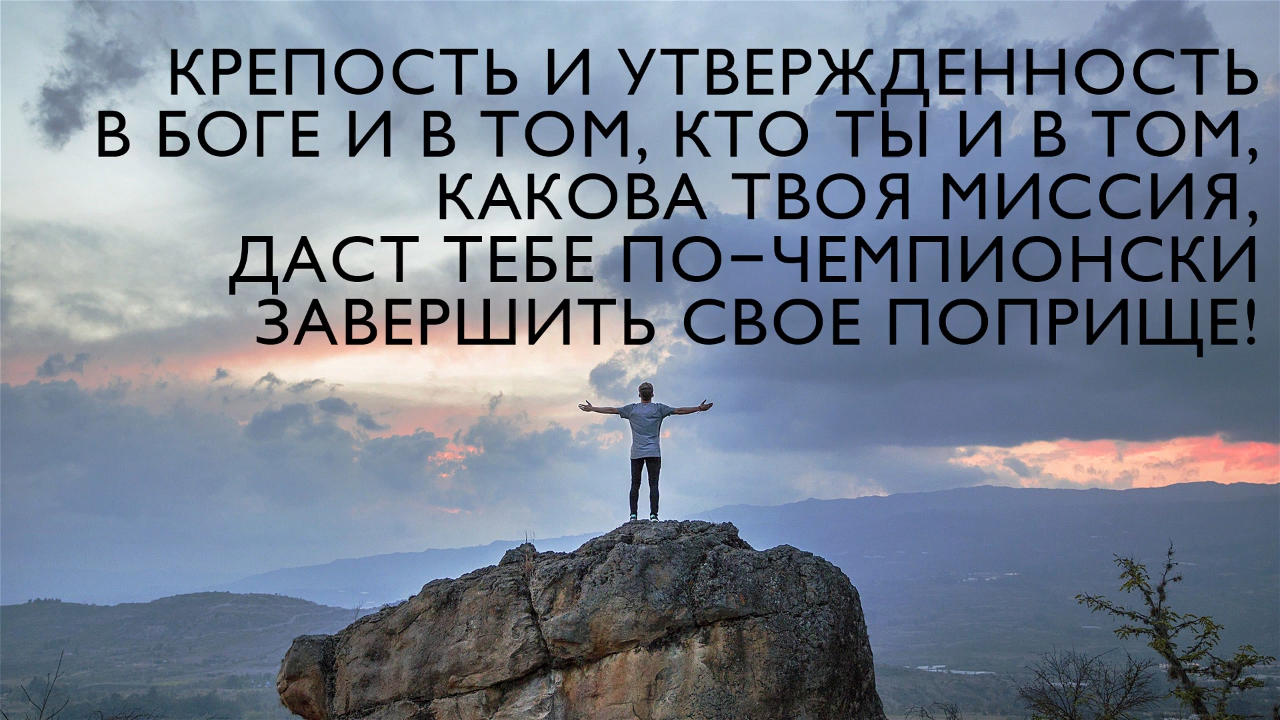 КРЕПОСТЬ И УТВЕРЖДЕННОСТЬ
В БОГЕ И В ТОМ, КТО ТЫ И В ТОМ,
КАКОВА ТВОЯ МИССИЯ,
ДАСТ ТЕБЕ ПО-ЧЕМПИОНСКИ
ЗАВЕРШИТЬ СВОЕ ПОПРИЩЕ!